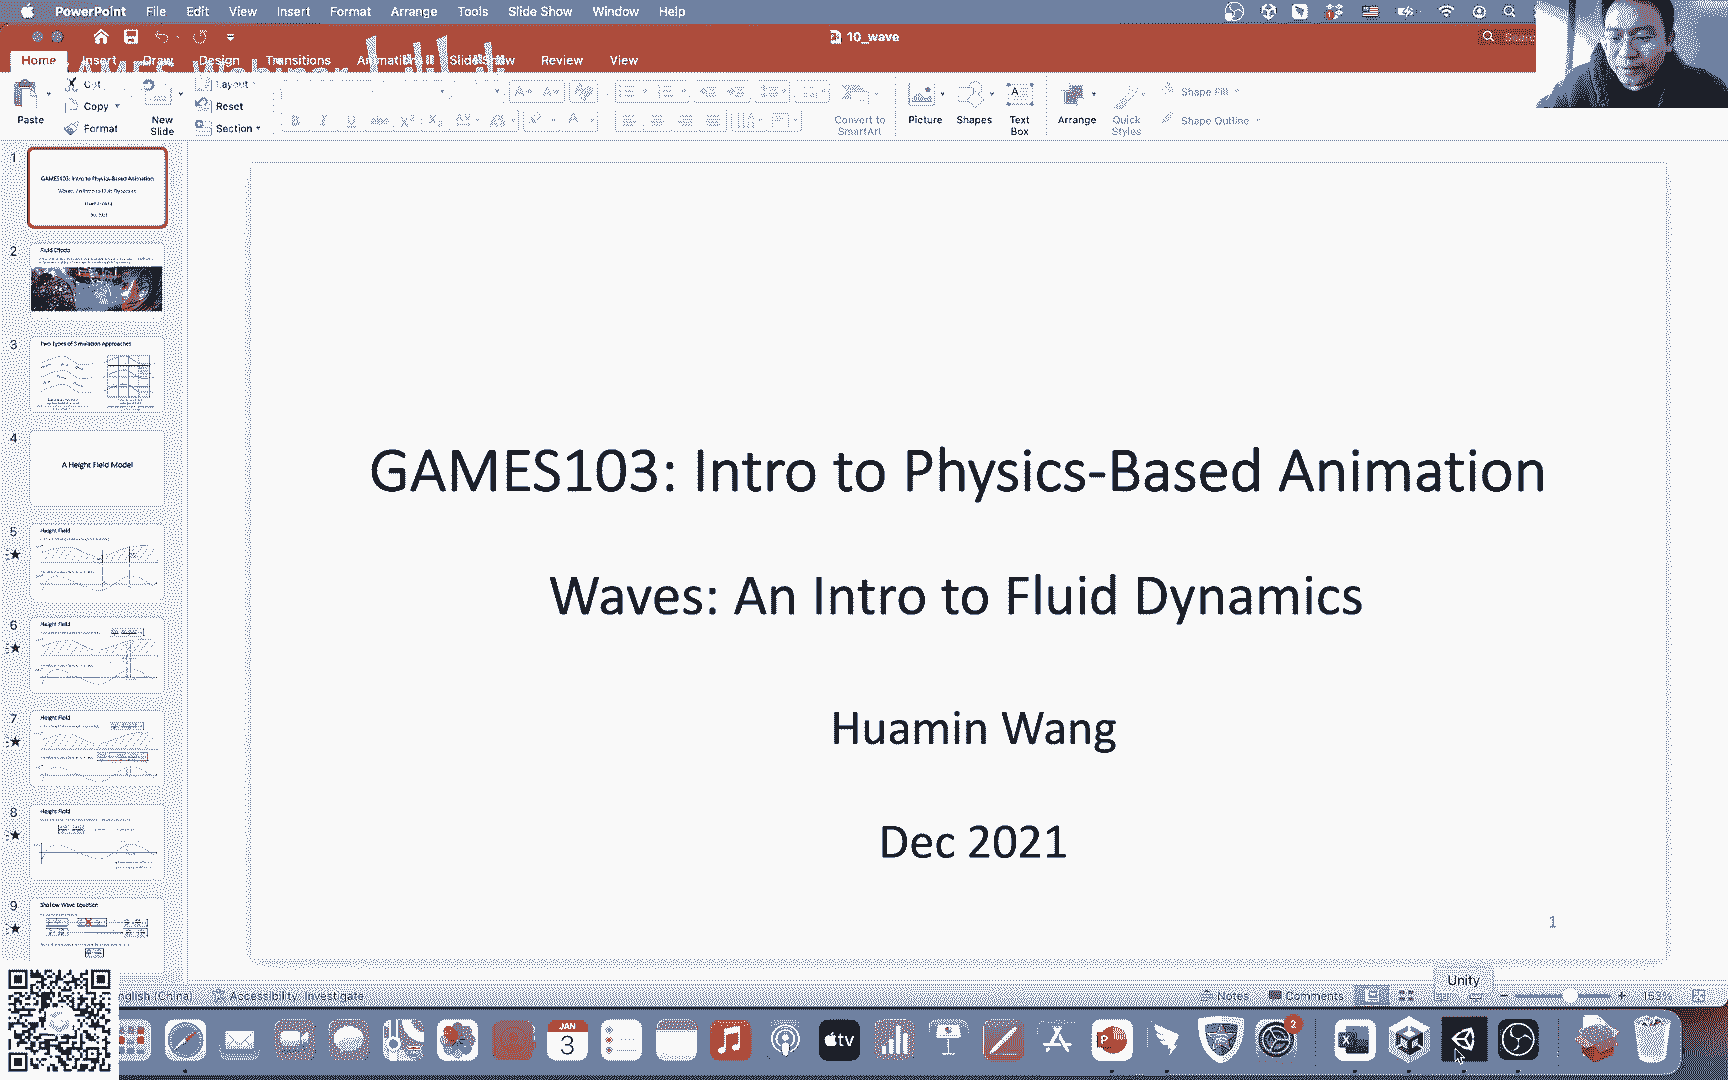 PowerPoint File Edit View Insert Format Arrange Tools Slide Show Window Help
10_wave
Home Insert Draw Design Transitions Animations Slide Show Review View
GAMES Webinar
Paste
Cut
Copy
Format
New
Slide
Layout
Reset
Section
Convert to
SmartArt
Picture
Shapes
Text
Box
Arrange
Quick
Styles
Shape Fill
Shape Outline
1
GAMES103: Intro to Physics-Based Animation
Waves: An Intro to Fluid Dynamics
Huamin Wang
Dec 2021
2
Fluid Effects
3
Two Types of Simulation Approaches
4
A Height Field Model
5
Height Field
6
Height Field
7
Height Field
8
Height Field
9
Shallow Wave Equation
GAMES103: Intro to Physics-Based Animation
Waves: An Intro to Fluid Dynamics
Huamin Wang
Dec 2021
1
Unity
English (China)
Accessibility: Investigate
Notes
Comments
153%
JAN
3
tv
2